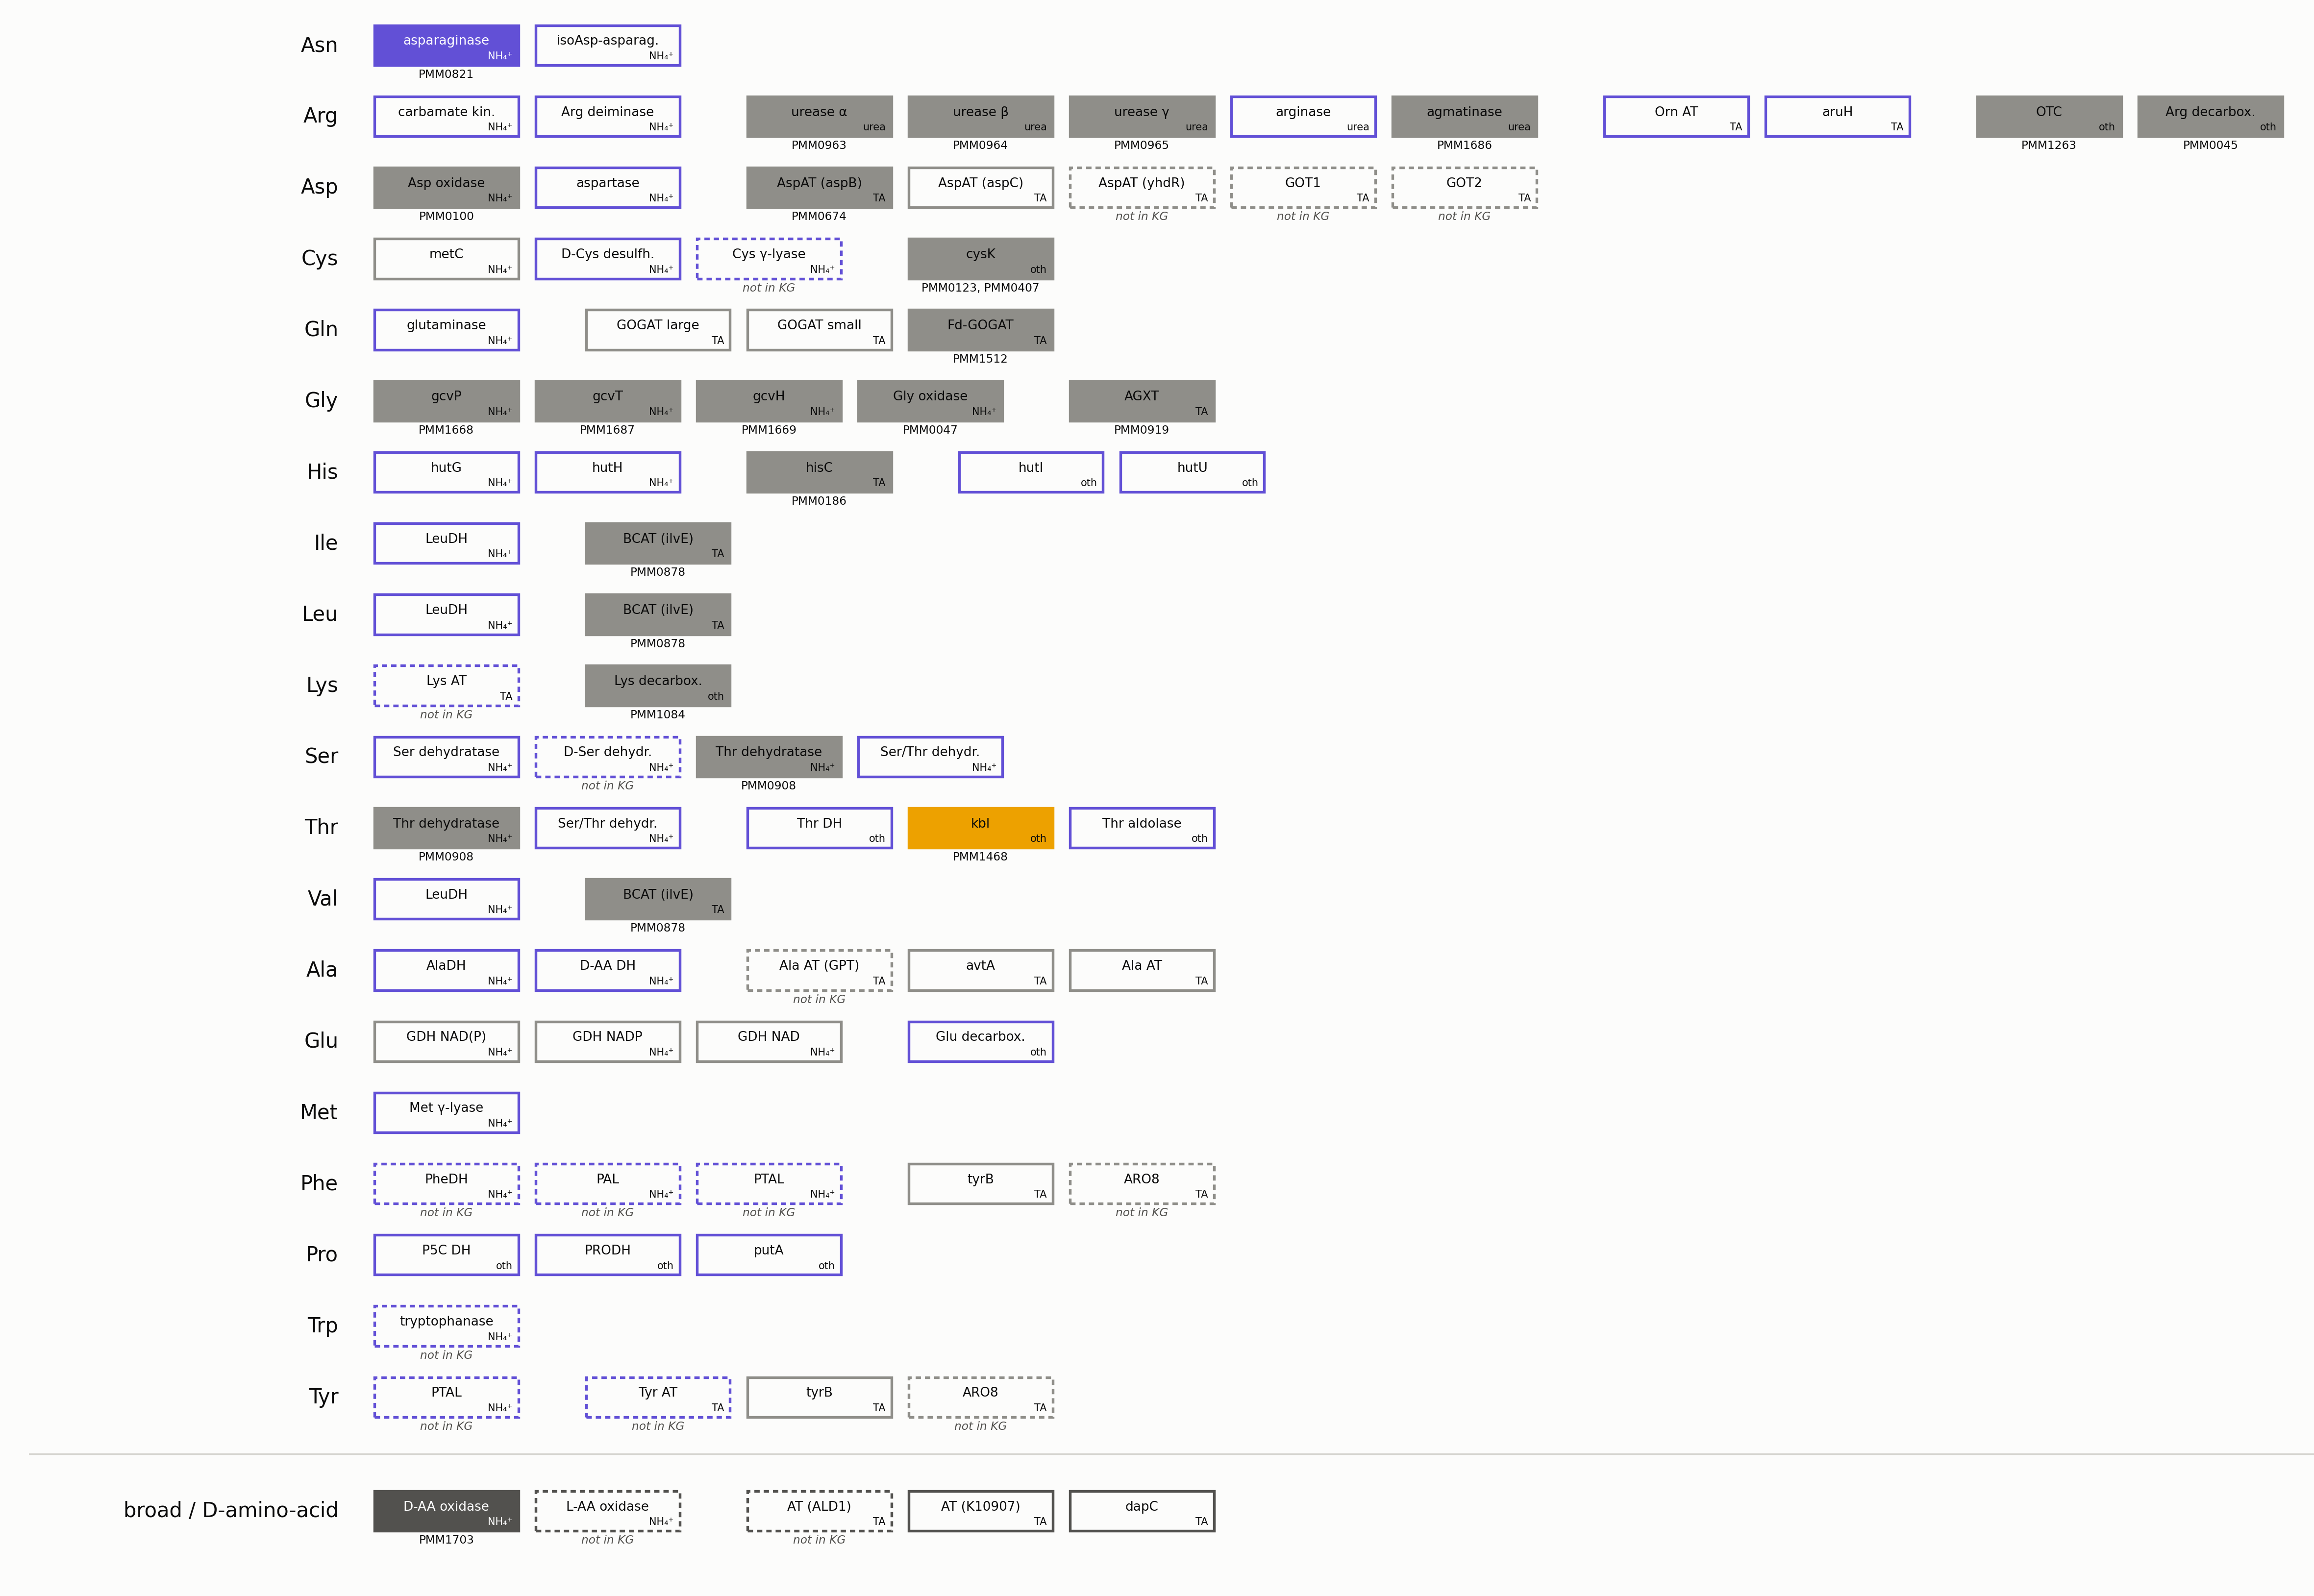 Asn
asparaginase
NH₄⁺
PMM0821
isoAsp-asparag.
NH₄⁺
Arg
carbamate kin.
NH₄⁺
Arg deiminase
NH₄⁺
urease α
urea
PMM0963
urease β
urea
PMM0964
urease γ
urea
PMM0965
arginase
urea
agmatinase
urea
PMM1686
Orn AT
TA
aruH
TA
OTC
oth
PMM1263
Arg decarbox.
oth
PMM0045
Asp
Asp oxidase
NH₄⁺
PMM0100
aspartase
NH₄⁺
AspAT (aspB)
TA
PMM0674
AspAT (aspC)
TA
AspAT (yhdR)
TA
not in KG
GOT1
TA
not in KG
GOT2
TA
not in KG
Cys
metC
NH₄⁺
D-Cys desulfh.
NH₄⁺
Cys γ-lyase
NH₄⁺
not in KG
cysK
oth
PMM0123, PMM0407
Gln
glutaminase
NH₄⁺
GOGAT large
TA
GOGAT small
TA
Fd-GOGAT
TA
PMM1512
Gly
gcvP
NH₄⁺
PMM1668
gcvT
NH₄⁺
PMM1687
gcvH
NH₄⁺
PMM1669
Gly oxidase
NH₄⁺
PMM0047
AGXT
TA
PMM0919
His
hutG
NH₄⁺
hutH
NH₄⁺
hisC
TA
PMM0186
hutI
oth
hutU
oth
Ile
LeuDH
NH₄⁺
BCAT (ilvE)
TA
PMM0878
Leu
LeuDH
NH₄⁺
BCAT (ilvE)
TA
PMM0878
Lys
Lys AT
TA
not in KG
Lys decarbox.
oth
PMM1084
Ser
Ser dehydratase
NH₄⁺
D-Ser dehydr.
NH₄⁺
not in KG
Thr dehydratase
NH₄⁺
PMM0908
Ser/Thr dehydr.
NH₄⁺
Thr
Thr dehydratase
NH₄⁺
PMM0908
Ser/Thr dehydr.
NH₄⁺
Thr DH
oth
kbl
oth
PMM1468
Thr aldolase
oth
Val
LeuDH
NH₄⁺
BCAT (ilvE)
TA
PMM0878
Ala
AlaDH
NH₄⁺
D-AA DH
NH₄⁺
Ala AT (GPT)
TA
not in KG
avtA
TA
Ala AT
TA
Glu
GDH NAD(P)
NH₄⁺
GDH NADP
NH₄⁺
GDH NAD
NH₄⁺
Glu decarbox.
oth
Met
Met γ-lyase
NH₄⁺
Phe
PheDH
NH₄⁺
not in KG
PAL
NH₄⁺
not in KG
PTAL
NH₄⁺
not in KG
tyrB
TA
ARO8
TA
not in KG
Pro
P5C DH
oth
PRODH
oth
putA
oth
Trp
tryptophanase
NH₄⁺
not in KG
Tyr
PTAL
NH₄⁺
not in KG
Tyr AT
TA
not in KG
tyrB
TA
ARO8
TA
not in KG
broad / D-amino-acid
D-AA oxidase
NH₄⁺
PMM1703
L-AA oxidase
NH₄⁺
not in KG
AT (ALD1)
TA
not in KG
AT (K10907)
TA
dapC
TA